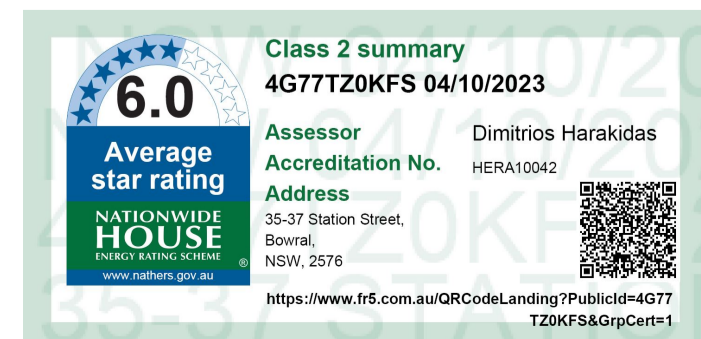 6.0
Average
star rating
NATIONWIDE
HOUSE
ENERGY RATING SCHEME
®
www.nathers.gov.au
Class 2 summary
4G77TZ0KFS 04/10/2023
Assessor Dimitrios Harakidas
Accreditation No. HERA10042
Address
35-37 Station Street,
Bowral,
NSW, 2576
https://www.fr5.com.au/QRCodeLanding?PublicId=4G77
TZ0KFS&GrpCert=1